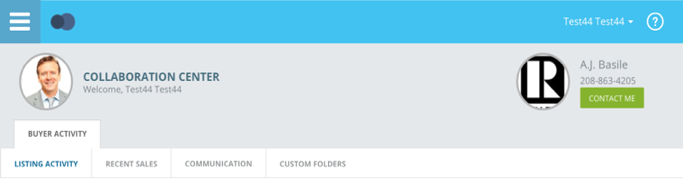 Test44 Test44
?
COLLABORATION CENTER
Welcome, Test44 Test44
A.J. Basile
208-863-4205
CONTACT ME
BUYER ACTIVITY
LISTING ACTIVITY RECENT SALES COMMUNICATION CUSTOM FOLDERS